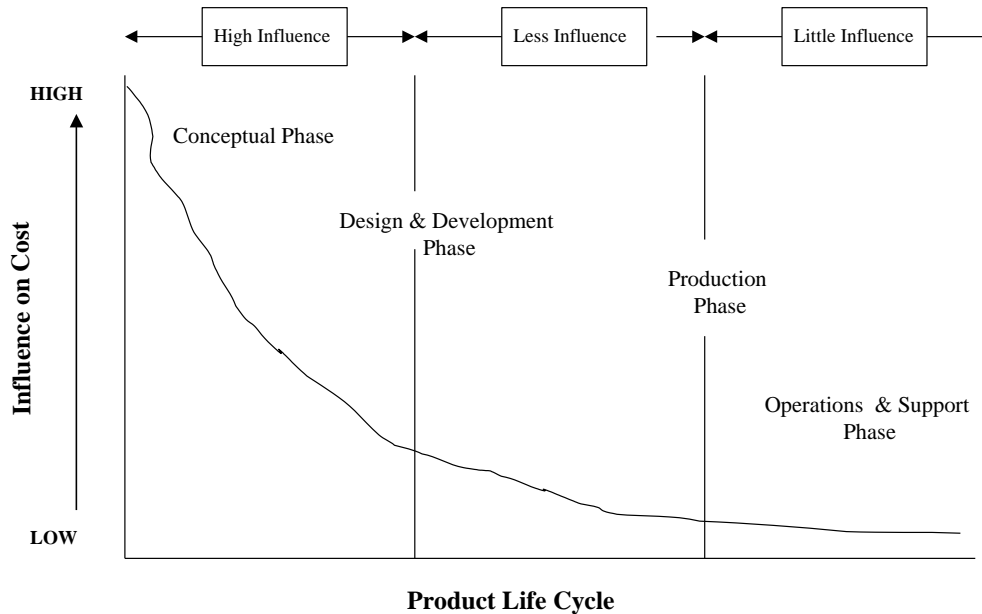 High Influence
Less Influence
Little Influence
HIGH
Conceptual Phase
Design & Development
Phase
Production
Phase
Influence on Cost
Operations & Support
Phase
LOW
Product Life Cycle